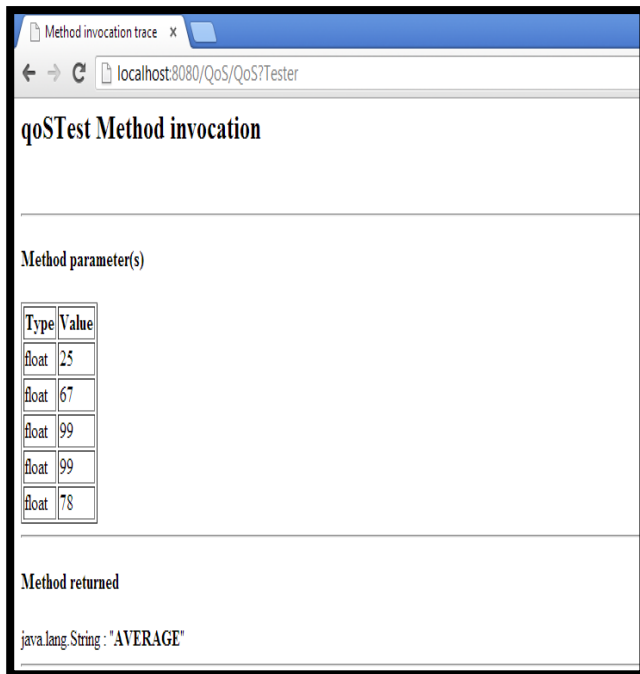 Method invocation trace x
localhost:8080/QoS/QoS?Tester
qoSTest Method invocation
Method parameter(s)
Type Value
float 25
float 67
float 99
float 99
float 78
Method returned
java.lang.String : "AVERAGE"